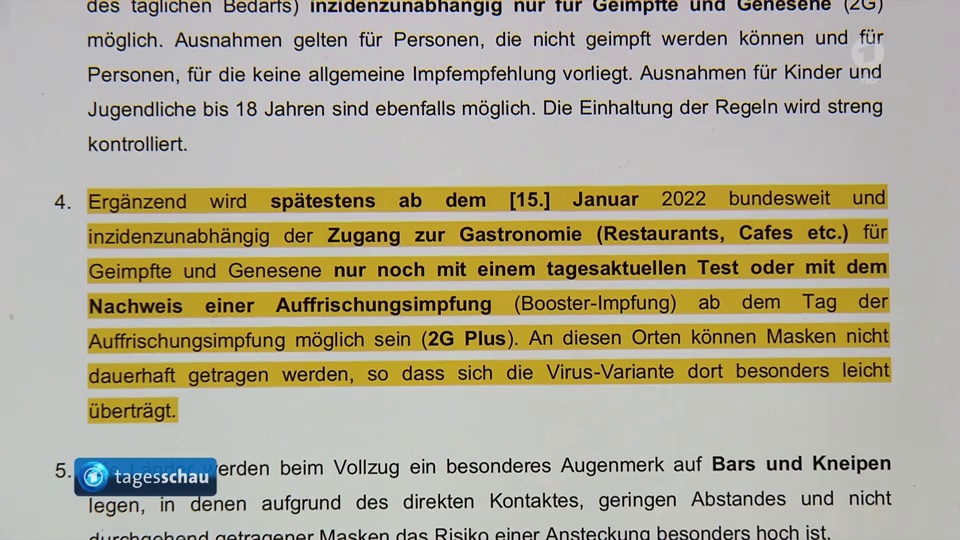 des täglichen Bedarfs) inzidenzunabhängig nur für Geimpfte und Genesene (2G)
möglich. Ausnahmen gelten für Personen, die nicht geimpft werden können und für
Personen, für die keine allgemeine Impfempfehlung vorliegt. Ausnahmen für Kinder und
Jugendliche bis 18 Jahren sind ebenfalls möglich. Die Einhaltung der Regeln wird streng
kontrolliert.
4. Ergänzend wird spätestens ab dem [15.] Januar 2022 bundesweit und
inzidenzunabhängig der Zugang zur Gastronomie (Restaurants, Cafes etc.) für
Geimpfte und Genesene nur noch mit einem tagesaktuellen Test oder mit dem
Nachweis einer Auffrischungsimpfung (Booster-Impfung) ab dem Tag der
Auffrischungsimpfung möglich sein (2G Plus). An diesen Orten können Masken nicht
dauerhaft getragen werden, so dass sich die Virus-Variante dort besonders leicht
überträgt.
5. werden beim Vollzug ein besonderes Augenmerk auf Bars und Kneipen
legen, in denen aufgrund des direkten Kontaktes, geringen Abstandes und nicht
durchgehend getragener Masken das Risiko einer Ansteckung besonders hoch ist.
tagesschau